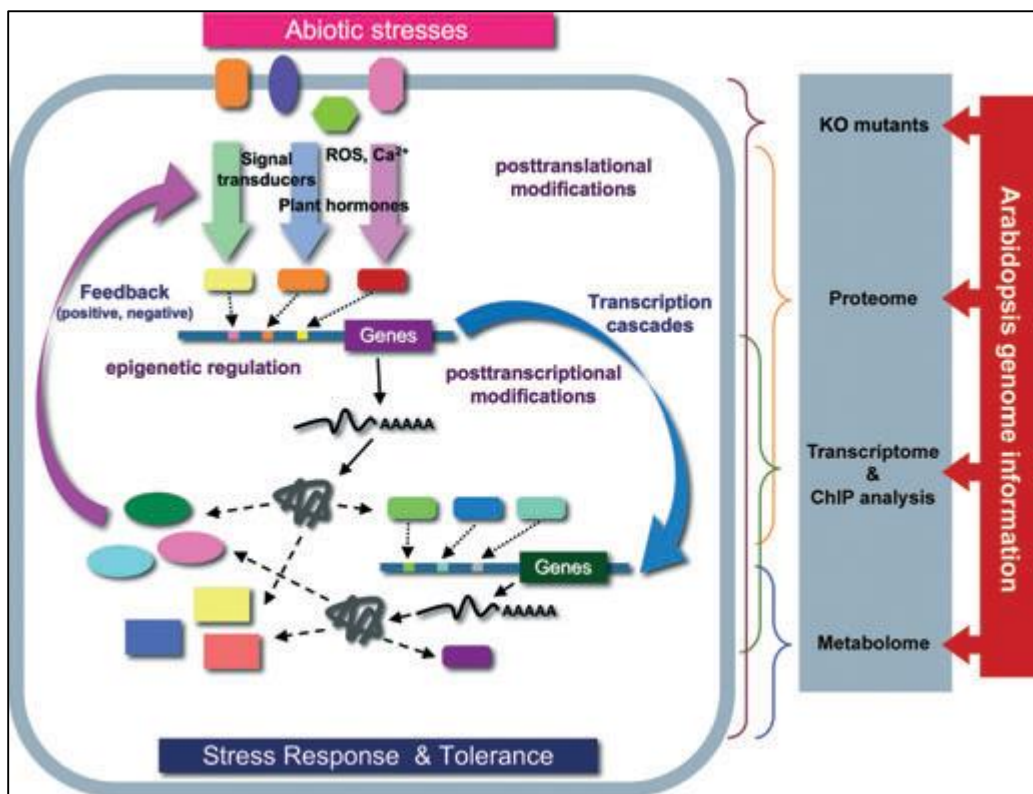 Abiotic stresses
Signal
transducers
ROS, Ca²⁺
Plant hormones
posttranslational
modifications
Feedback
(positive, negative)
Genes
Transcription
cascades
epigenetic regulation
posttranscriptional
modifications
AAAAA
Genes
AAAAA
Stress Response & Tolerance
KO mutants
Proteome
Transcriptome
&
ChIP analysis
Metabolome
Arabidopsis genome information